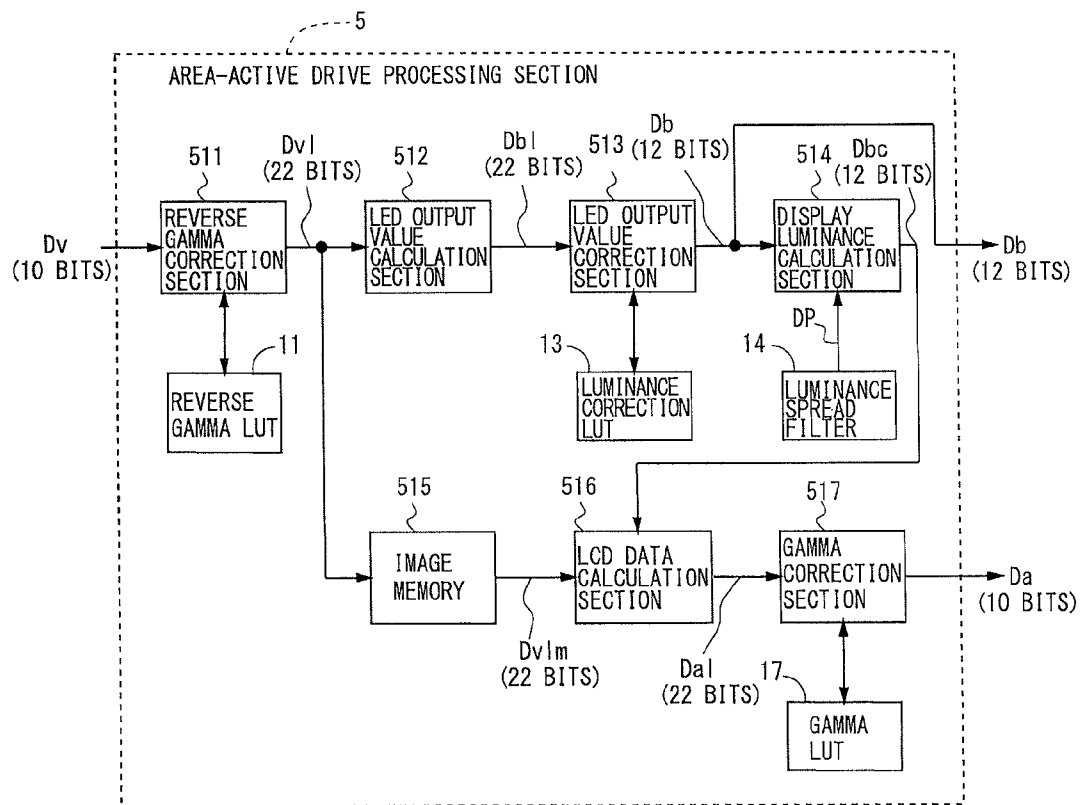 5
AREA-ACTIVE DRIVE PROCESSING SECTION
Dv
(10 BITS)
511
REVERSE
GAMMA
CORRECTION
SECTION
Dvl
(22 BITS)
512
LED OUTPUT
VALUE
CALCULATION
SECTION
Dbl
(22 BITS)
513
LED OUTPUT
VALUE
CORRECTION
SECTION
Db
(12 BITS)
514
DISPLAY
LUMINANCE
CALCULATION
SECTION
Dbc
(12 BITS)
Db
(12 BITS)
11
REVERSE
GAMMA LUT
13
LUMINANCE
CORRECTION
LUT
DP
14
LUMINANCE
SPREAD
FILTER
515
IMAGE
MEMORY
Dvlm
(22 BITS)
516
LCD DATA
CALCULATION
SECTION
Dal
(22 BITS)
517
GAMMA
CORRECTION
SECTION
Da
(10 BITS)
17
GAMMA
LUT